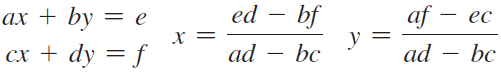 ax + by = e
cx + dy = f
x = (ed − bf) / (ad − bc)
y = (af − ec) / (ad − bc)